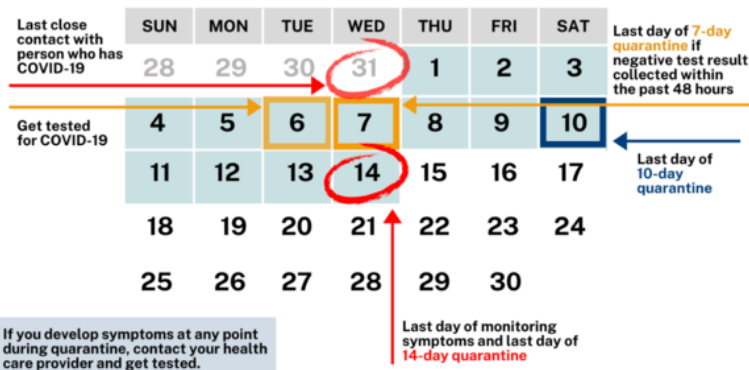 Last close
contact with
person who has
COVID-19
SUN MON TUE WED THU FRI SAT
Last day of 7-day
quarantine if
negative test result
collected within
the past 48 hours
28 29 30 31 1 2 3
Get tested
for COVID-19
4 5 6 7 8 9 10
Last day of
10-day
quarantine
11 12 13 14 15 16 17
18 19 20 21 22 23 24
25 26 27 28 29 30
If you develop symptoms at any point
during quarantine, contact your health
care provider and get tested.
Last day of monitoring
symptoms and last day of
14-day quarantine